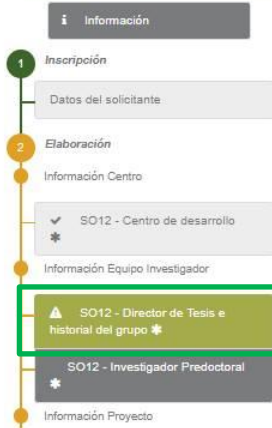 i Información
1 Inscripción
Datos del solicitante
2 Elaboración
Información Centro
✔ SO12 - Centro de desarrollo
✱
Información Equipo Investigador
SO12 - Director de Tesis e
historial del grupo ✱
SO12 - Investigador Predoctoral
✱
Información Proyecto